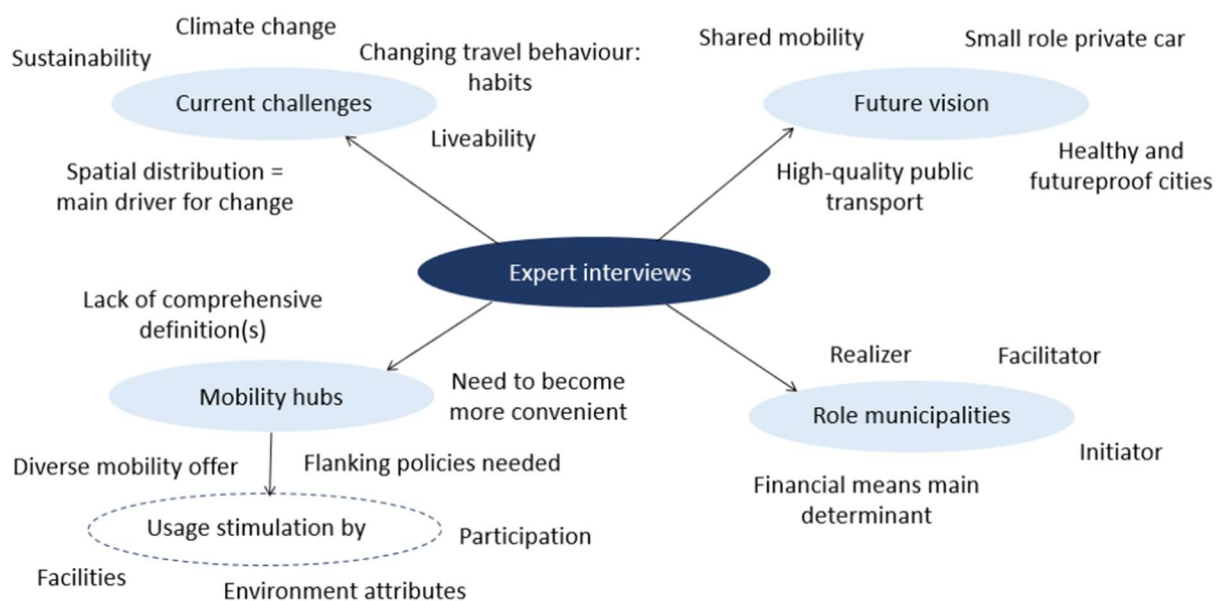 Climate change
Sustainability
Changing travel behaviour:
habits
Current challenges
Liveability
Spatial distribution =
main driver for change
Shared mobility
Small role private car
Future vision
Healthy and
futureproof cities
High-quality public
transport
Expert interviews
Lack of comprehensive
definition(s)
Mobility hubs
Need to become
more convenient
Diverse mobility offer
Flanking policies needed
Usage stimulation by
Participation
Facilities
Environment attributes
Realizer
Facilitator
Role municipalities
Initiator
Financial means main
determinant